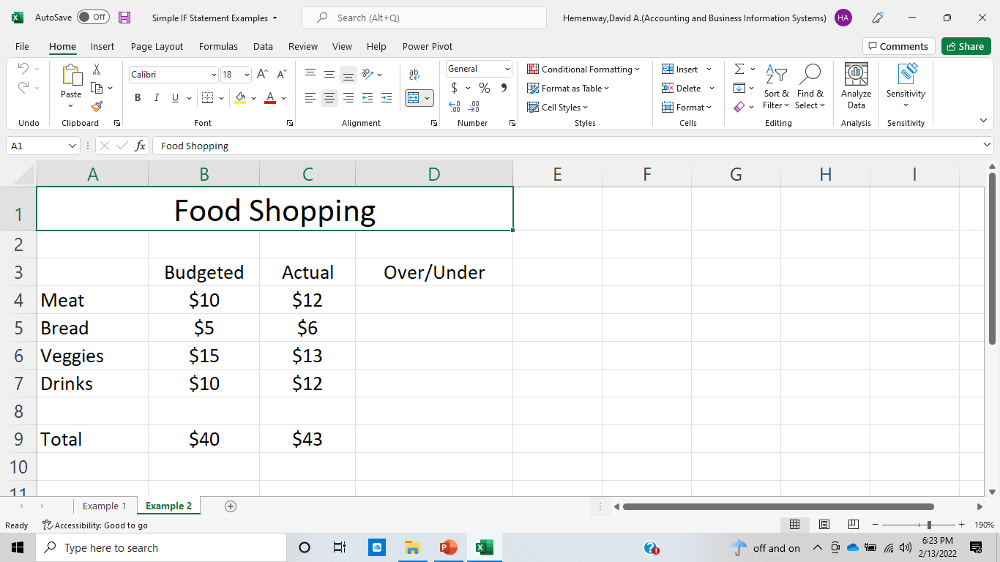 AutoSave Off Simple IF Statement Examples Search (Alt+Q) Hemenway,David A.(Accounting and Business Information Systems) HA
File Home Insert Page Layout Formulas Data Review View Help Power Pivot Comments Share
Calibri 18 General Conditional Formatting Insert
Paste Format as Table Delete Sort & Filter Find & Select Analyze Data Sensitivity
B I U $ % Cell Styles Format
Undo Clipboard Font Alignment Number Styles Cells Editing Analysis Sensitivity
A1 fx Food Shopping
A B C D E F G H I
1 Food Shopping
2
3 Budgeted Actual Over/Under
4 Meat $10 $12
5 Bread $5 $6
6 Veggies $15 $13
7 Drinks $10 $12
8
9 Total $40 $43
10
11
Example 1 Example 2
Ready Accessibility: Good to go 190%
Type here to search off and on 6:23 PM
2/13/2022